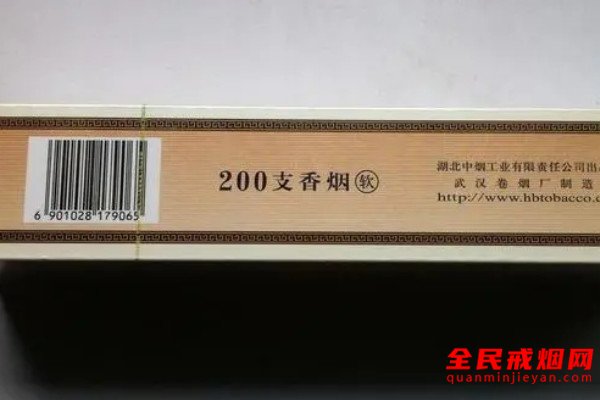 6 901028 179065
200支香烟 软
湖北中烟工业有限责任公司出
武汉卷烟厂制造
http://www.hbtobacco.c
全民戒烟网
quanminjieyan.com